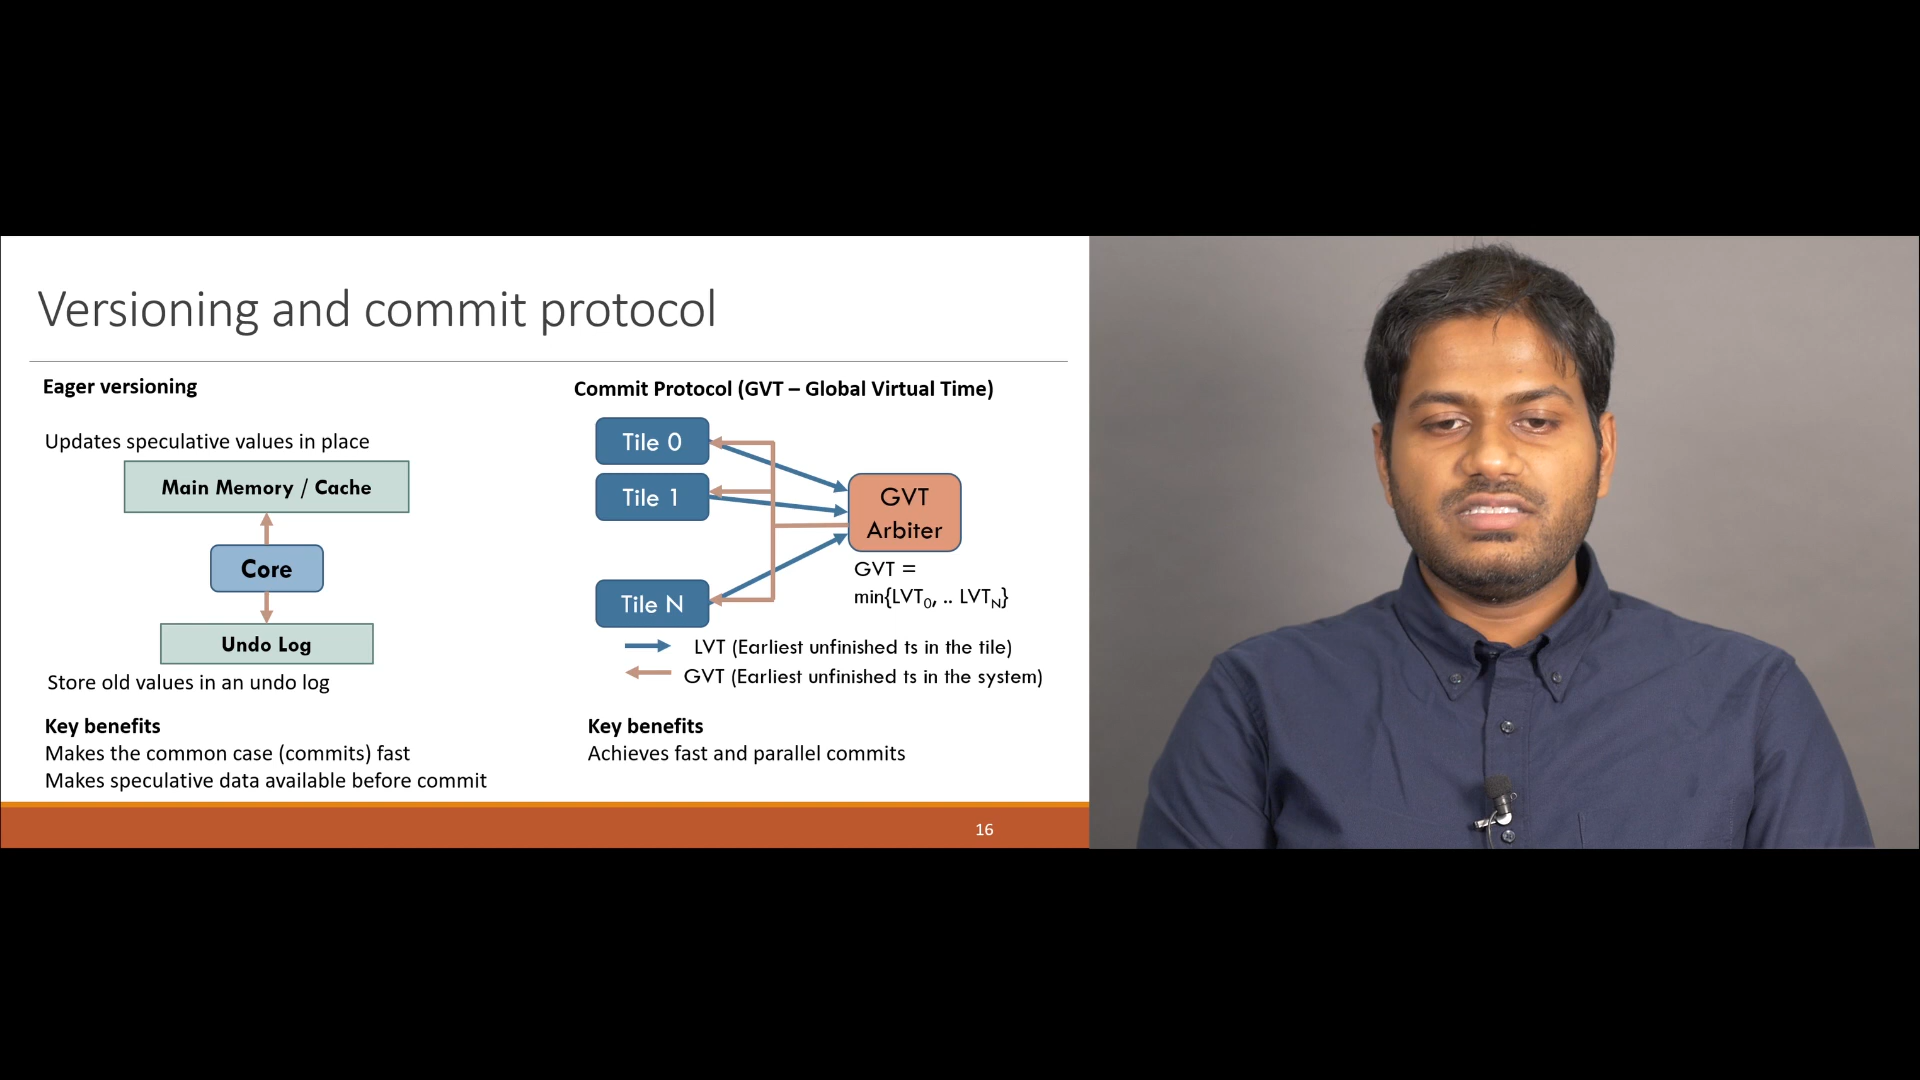 Versioning and commit protocol
Eager versioning
Updates speculative values in place
Main Memory / Cache
Core
Undo Log
Store old values in an undo log
Key benefits
Makes the common case (commits) fast
Makes speculative data available before commit
Commit Protocol (GVT – Global Virtual Time)
Tile 0
Tile 1
Tile N
GVT
Arbiter
GVT =
min{LVT0, .. LVTN}
LVT (Earliest unfinished ts in the tile)
GVT (Earliest unfinished ts in the system)
Key benefits
Achieves fast and parallel commits
16